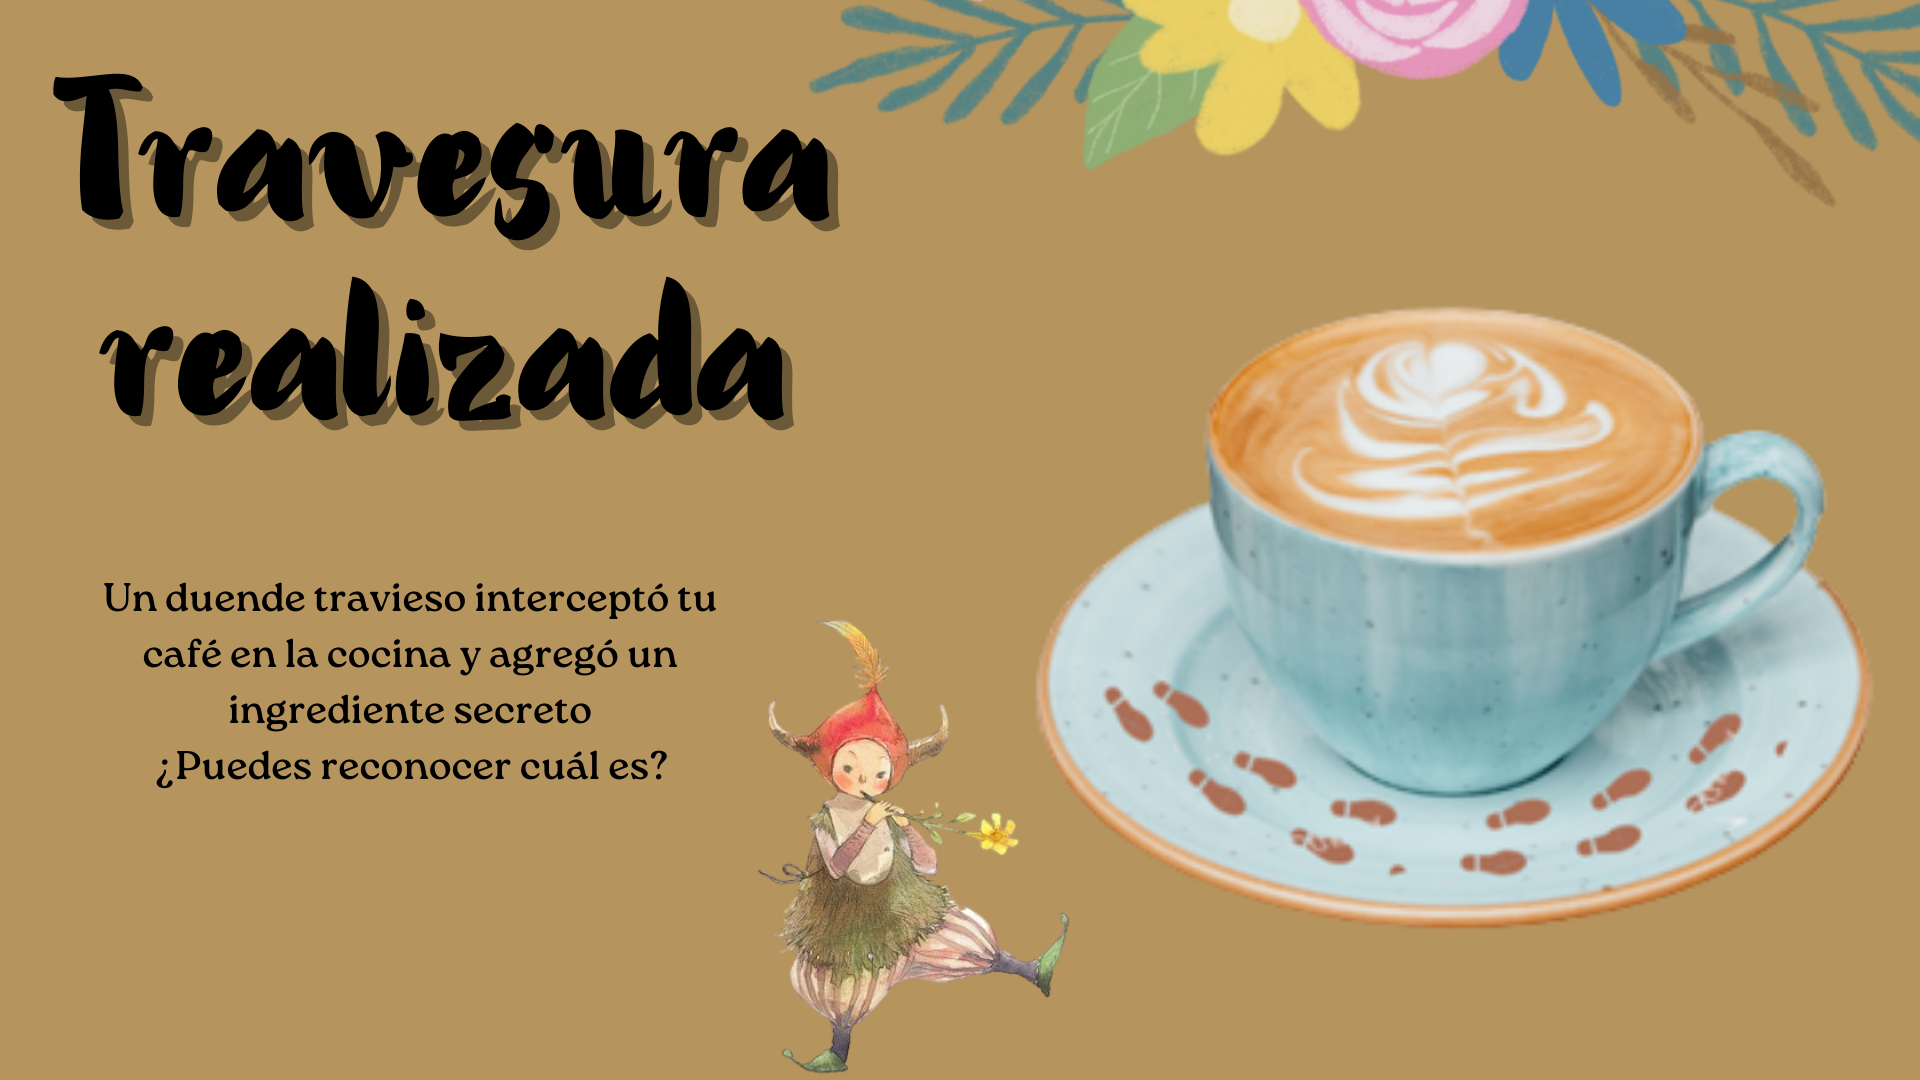 Travesura
realizada
Un duende travieso interceptó tu
café en la cocina y agregó un
ingrediente secreto
¿Puedes reconocer cuál es?